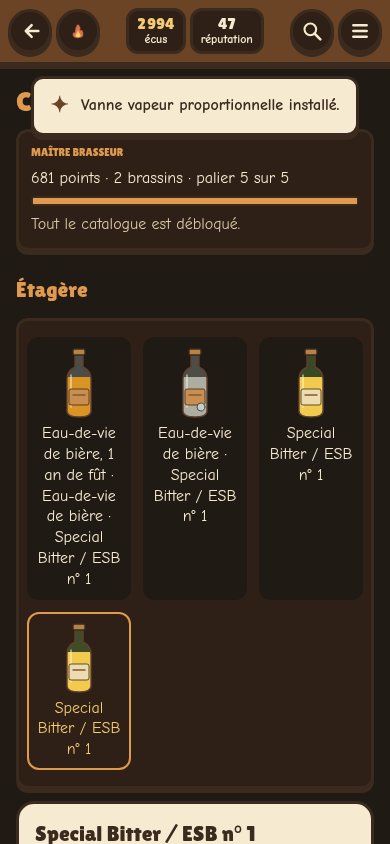 2 994
écus
47
réputation
C
Vanne vapeur proportionnelle installé.
MAÎTRE BRASSEUR
681 points · 2 brassins · palier 5 sur 5
Tout le catalogue est débloqué.
Étagère
Eau-de-vie
de bière, 1
an de fût ·
Eau-de-vie
de bière ·
Special
Bitter / ESB
n° 1
Eau-de-vie
de bière ·
Special
Bitter / ESB
n° 1
Special
Bitter / ESB
n° 1
Special
Bitter / ESB
n° 1
Special Bitter / ESB n° 1